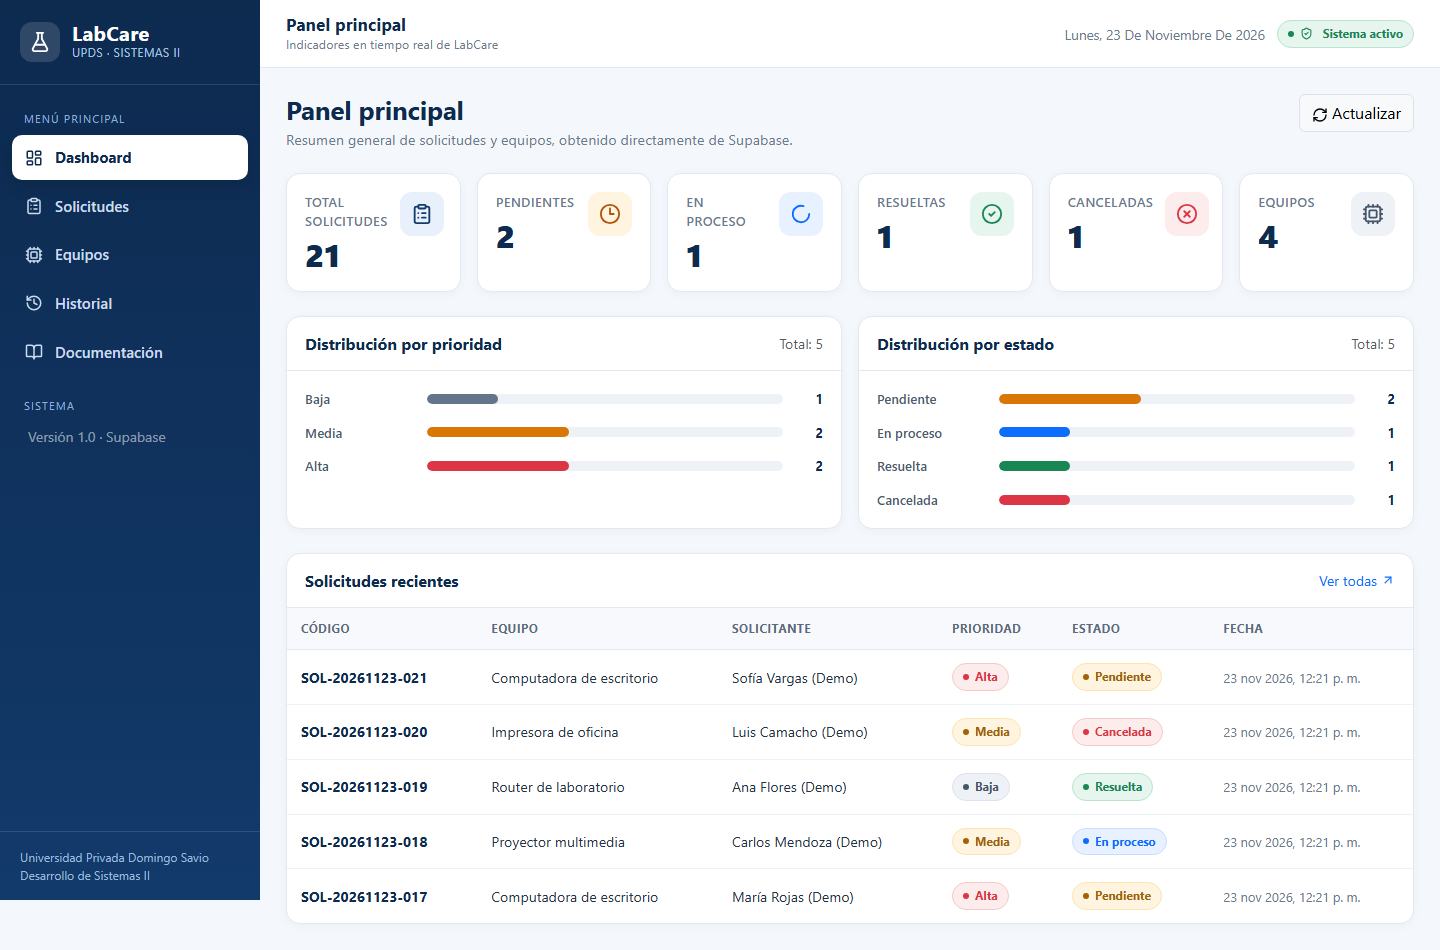 LabCare
UPDS · SISTEMAS II
MENÚ PRINCIPAL
Dashboard
Solicitudes
Equipos
Historial
Documentación
SISTEMA
Versión 1.0 · Supabase
Universidad Privada Domingo Savio
Desarrollo de Sistemas II
Panel principal
Indicadores en tiempo real de LabCare
Lunes, 23 De Noviembre De 2026
Sistema activo
Panel principal
Resumen general de solicitudes y equipos, obtenido directamente de Supabase.
Actualizar
TOTAL
SOLICITUDES
21
PENDIENTES
2
EN
PROCESO
1
RESUELTAS
1
CANCELADAS
1
EQUIPOS
4
Distribución por prioridad
Total: 5
Baja 1
Media 2
Alta 2
Distribución por estado
Total: 5
Pendiente 2
En proceso 1
Resuelta 1
Cancelada 1
Solicitudes recientes
Ver todas
CÓDIGO EQUIPO SOLICITANTE PRIORIDAD ESTADO FECHA
SOL-20261123-021 Computadora de escritorio Sofía Vargas (Demo) Alta Pendiente 23 nov 2026, 12:21 p. m.
SOL-20261123-020 Impresora de oficina Luis Camacho (Demo) Media Cancelada 23 nov 2026, 12:21 p. m.
SOL-20261123-019 Router de laboratorio Ana Flores (Demo) Baja Resuelta 23 nov 2026, 12:21 p. m.
SOL-20261123-018 Proyector multimedia Carlos Mendoza (Demo) Media En proceso 23 nov 2026, 12:21 p. m.
SOL-20261123-017 Computadora de escritorio María Rojas (Demo) Alta Pendiente 23 nov 2026, 12:21 p. m.